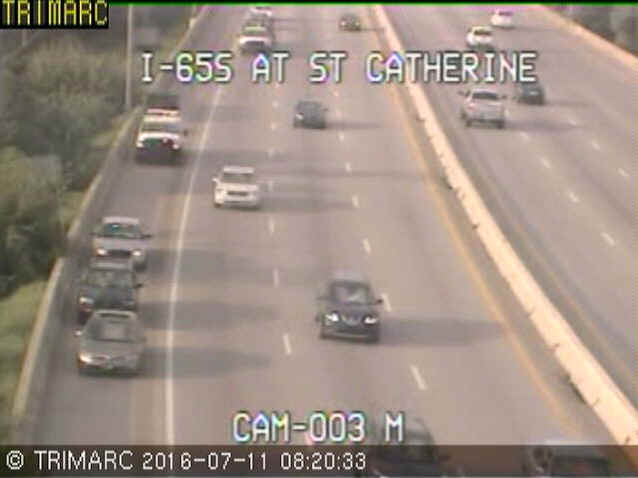 TRIMARC
I-65S AT ST CATHERINE
CAM-003 M
© TRIMARC 2016-07-11 08:20:33